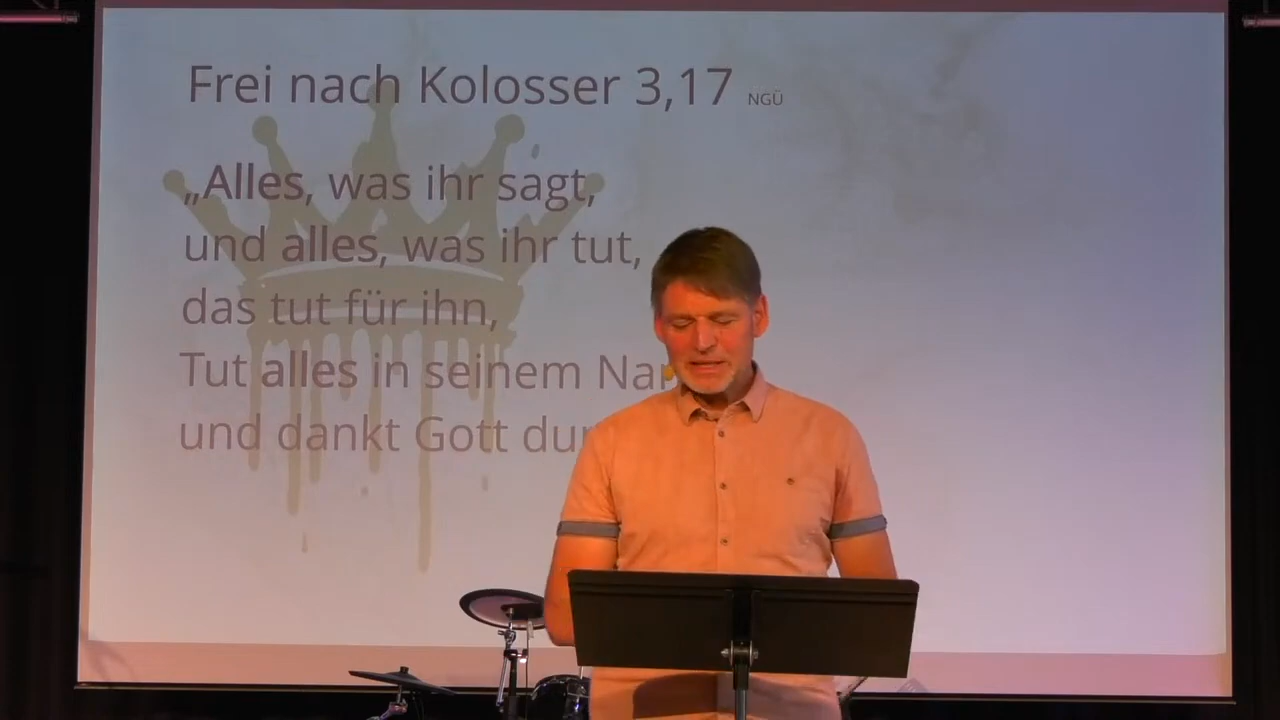 Frei nach Kolosser 3,17 NGÜ
„Alles, was ihr sagt,
und alles, was ihr tut,
das tut für ihn,
Tut alles in seinem
und dankt Gott